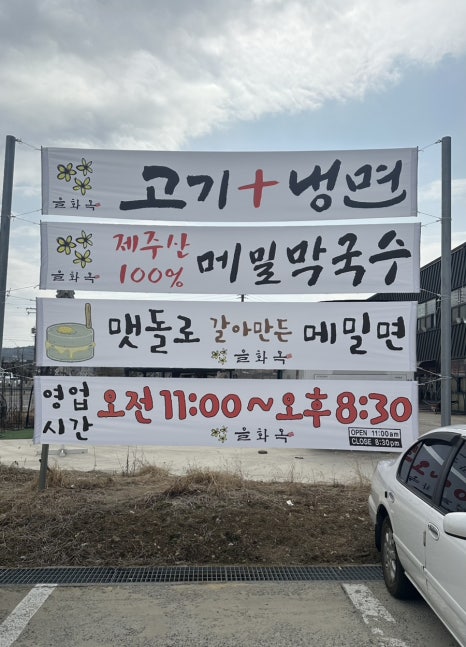 고기+냉면
을화옥
제주산
100%
메밀막국수
을화옥
맷돌로 갈아만든 메밀면
을화옥
영업
시간
오전 11:00~오후 8:30
을화옥
OPEN 11:00am
CLOSE 8:30pm